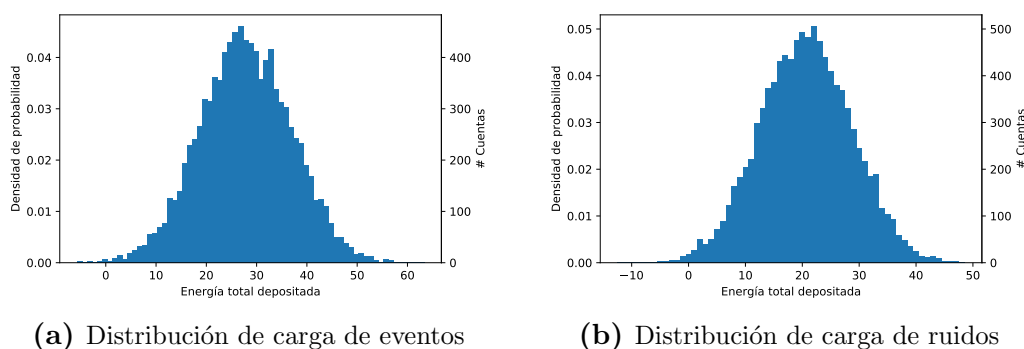 0.04
0.03
0.02
0.01
0.00
Densidad de probabilidad
400
300
200
100
0
# Cuentas
0 10 20 30 40 50 60
Energía total depositada
(a) Distribución de carga de eventos
0.05
0.04
0.03
0.02
0.01
0.00
Densidad de probabilidad
500
400
300
200
100
0
# Cuentas
−10 0 10 20 30 40 50
Energía total depositada
(b) Distribución de carga de ruidos